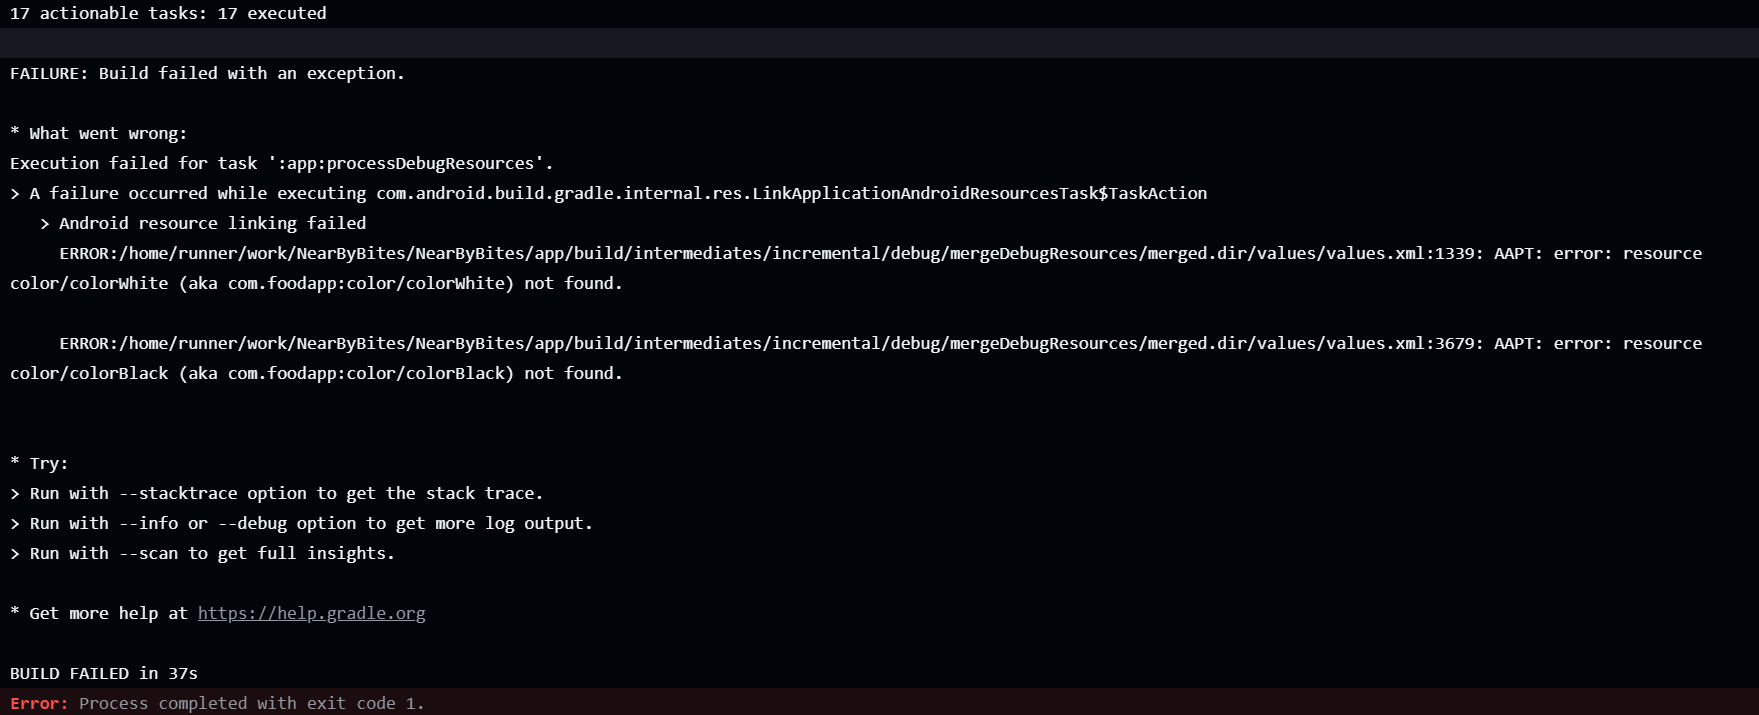 17 actionable tasks: 17 executed
FAILURE: Build failed with an exception.
* What went wrong:
Execution failed for task ':app:processDebugResources'.
> A failure occurred while executing com.android.build.gradle.internal.res.LinkApplicationAndroidResourcesTask$TaskAction
> Android resource linking failed
ERROR:/home/runner/work/NearByBites/NearByBites/app/build/intermediates/incremental/debug/mergeDebugResources/merged.dir/values/values.xml:1339: AAPT: error: resource
color/colorWhite (aka com.foodapp:color/colorWhite) not found.
ERROR:/home/runner/work/NearByBites/NearByBites/app/build/intermediates/incremental/debug/mergeDebugResources/merged.dir/values/values.xml:3679: AAPT: error: resource
color/colorBlack (aka com.foodapp:color/colorBlack) not found.
* Try:
> Run with --stacktrace option to get the stack trace.
> Run with --info or --debug option to get more log output.
> Run with --scan to get full insights.
* Get more help at https://help.gradle.org
BUILD FAILED in 37s
Error: Process completed with exit code 1.